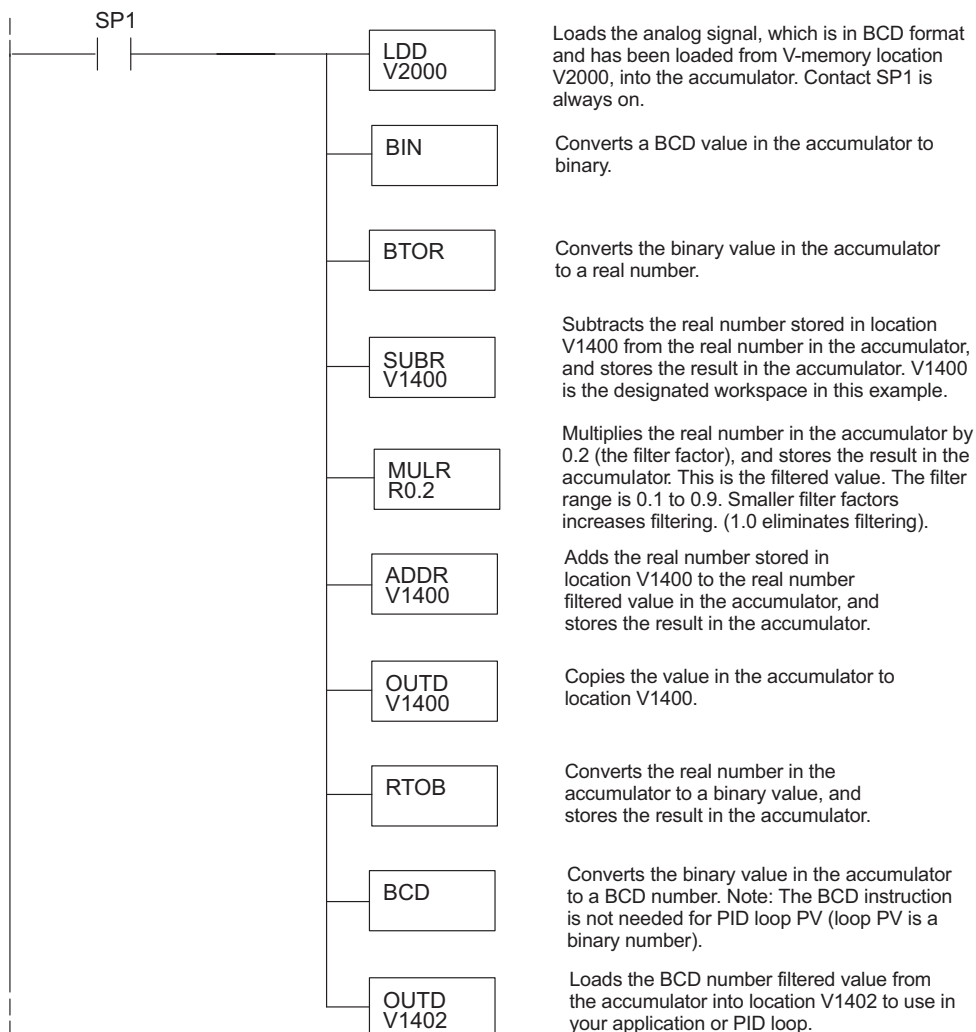 SP1
LDD
V2000
Loads the analog signal, which is in BCD format
and has been loaded from V-memory location
V2000, into the accumulator. Contact SP1 is
always on.
BIN
Converts a BCD value in the accumulator to
binary.
BTOR
Converts the binary value in the accumulator
to a real number.
SUBR
V1400
Subtracts the real number stored in location
V1400 from the real number in the accumulator,
and stores the result in the accumulator. V1400
is the designated workspace in this example.
MULR
R0.2
Multiplies the real number in the accumulator by
0.2 (the filter factor), and stores the result in the
accumulator. This is the filtered value. The filter
range is 0.1 to 0.9. Smaller filter factors
increases filtering. (1.0 eliminates filtering).
ADDR
V1400
Adds the real number stored in
location V1400 to the real number
filtered value in the accumulator, and
stores the result in the accumulator.
OUTD
V1400
Copies the value in the accumulator to
location V1400.
RTOB
Converts the real number in the
accumulator to a binary value, and
stores the result in the accumulator.
BCD
Converts the binary value in the accumulator
to a BCD number. Note: The BCD instruction
is not needed for PID loop PV (loop PV is a
binary number).
OUTD
V1402
Loads the BCD number filtered value from
the accumulator into location V1402 to use in
your application or PID loop.